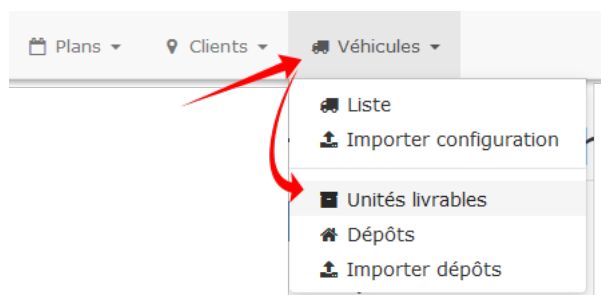 Plans Clients Véhicules
Liste
Importer configuration
Unités livrables
Dépôts
Importer dépôts